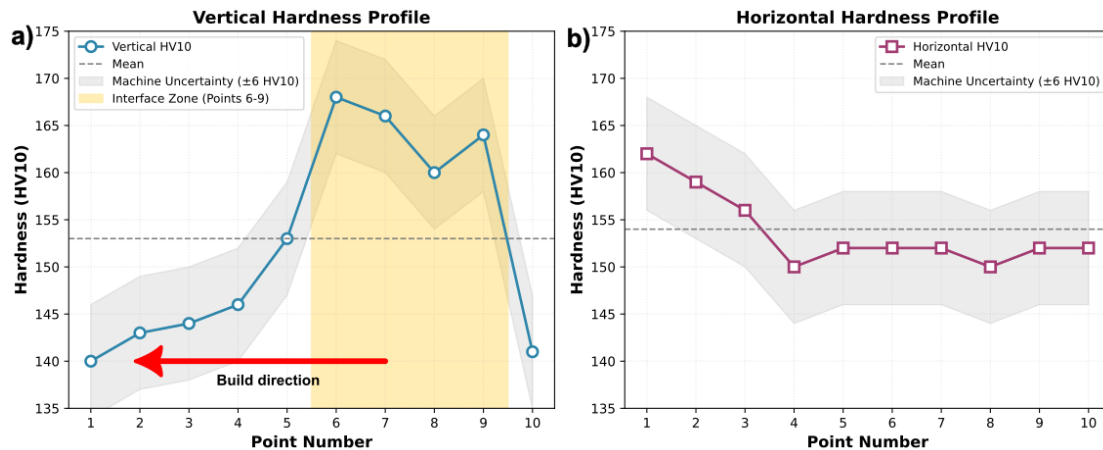 a)
Vertical Hardness Profile
Vertical HV10
Mean
Machine Uncertainty (±6 HV10)
Interface Zone (Points 6-9)
175
170
165
160
155
150
145
140
135
Hardness (HV10)
Build direction
1 2 3 4 5 6 7 8 9 10
Point Number
b)
Horizontal Hardness Profile
Horizontal HV10
Mean
Machine Uncertainty (±6 HV10)
175
170
165
160
155
150
145
140
135
Hardness (HV10)
1 2 3 4 5 6 7 8 9 10
Point Number